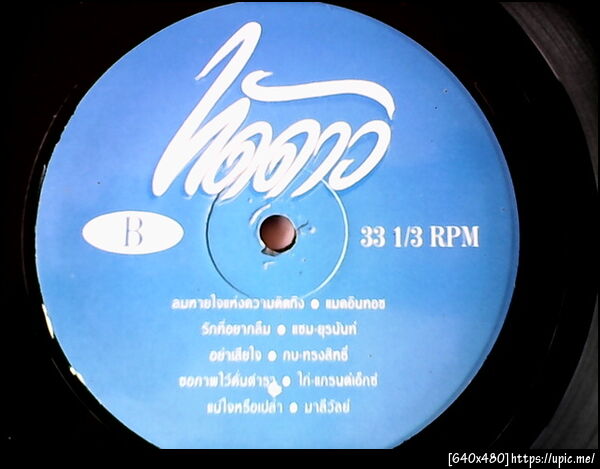 ห้ดดาว
B
33 1/3 RPM
ลมหายใจแห่งความคิดถึง ● แมคอินทอช
รักที่อยากลืม ● แซม-ยุรนันท์
อย่าเสียใจ ● กบ-ทรงสิทธิ์
ขอภาพไว้ดั่นดำรา ● ไก่-แกรนด์เอ็กซ์
แน่ใจหรือเปล่า ● มาลีวัลย์
[640x480]https://upic.me/